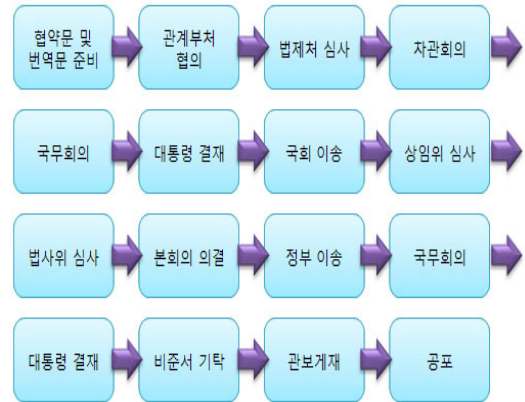 협약문 및
번역문 준비
관계부처
협의
법제처 심사
차관회의
국무회의
대통령 결재
국회 이송
상임위 심사
법사위 심사
본회의 의결
정부 이송
국무회의
대통령 결재
비준서 기탁
관보게재
공포